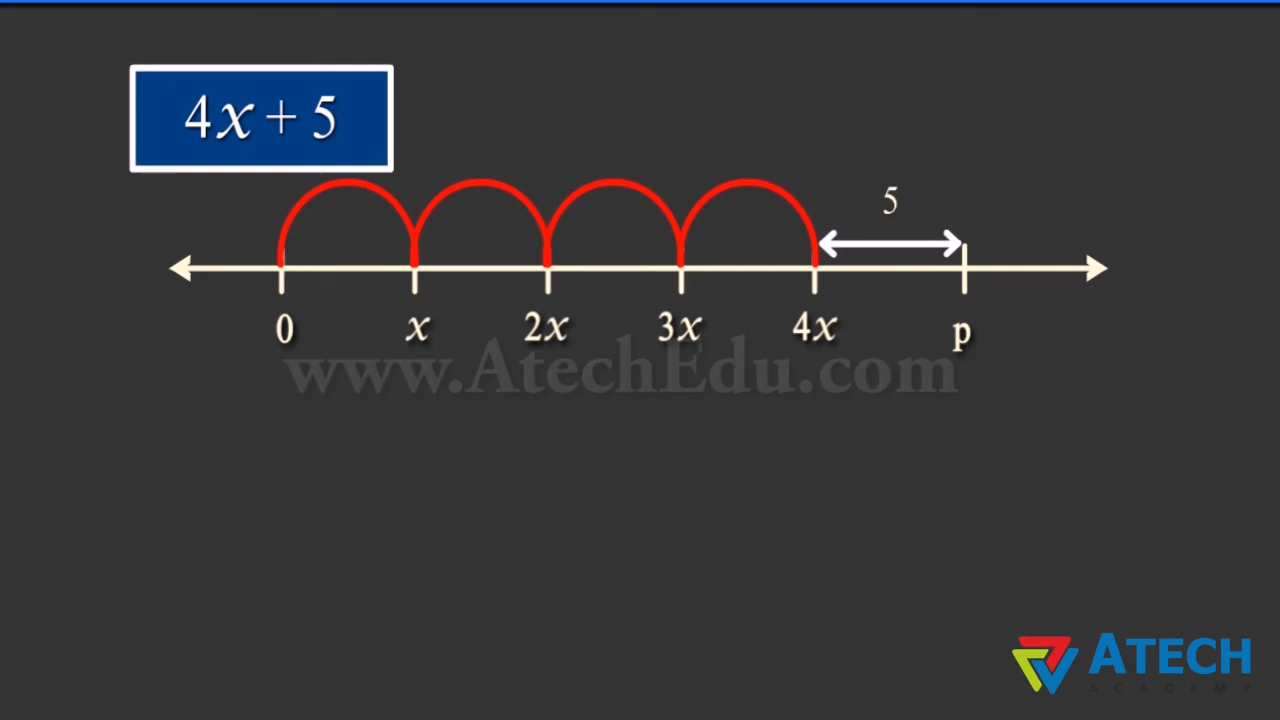 4x + 5
5
0 x 2x 3x 4x p
www.AtechEdu.com
ATECH
ACADEMY